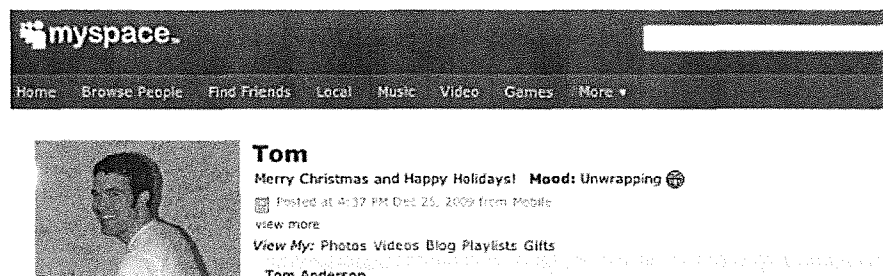 myspace.
Home Browse People Find Friends Local Music Video Games More ▾
Tom
Merry Christmas and Happy Holidays! Mood: Unwrapping
Posted at 4:37 PM Dec 25, 2009 from Mobile
view more
View My: Photos Videos Blog Playlists Gifts
Tom Anderson